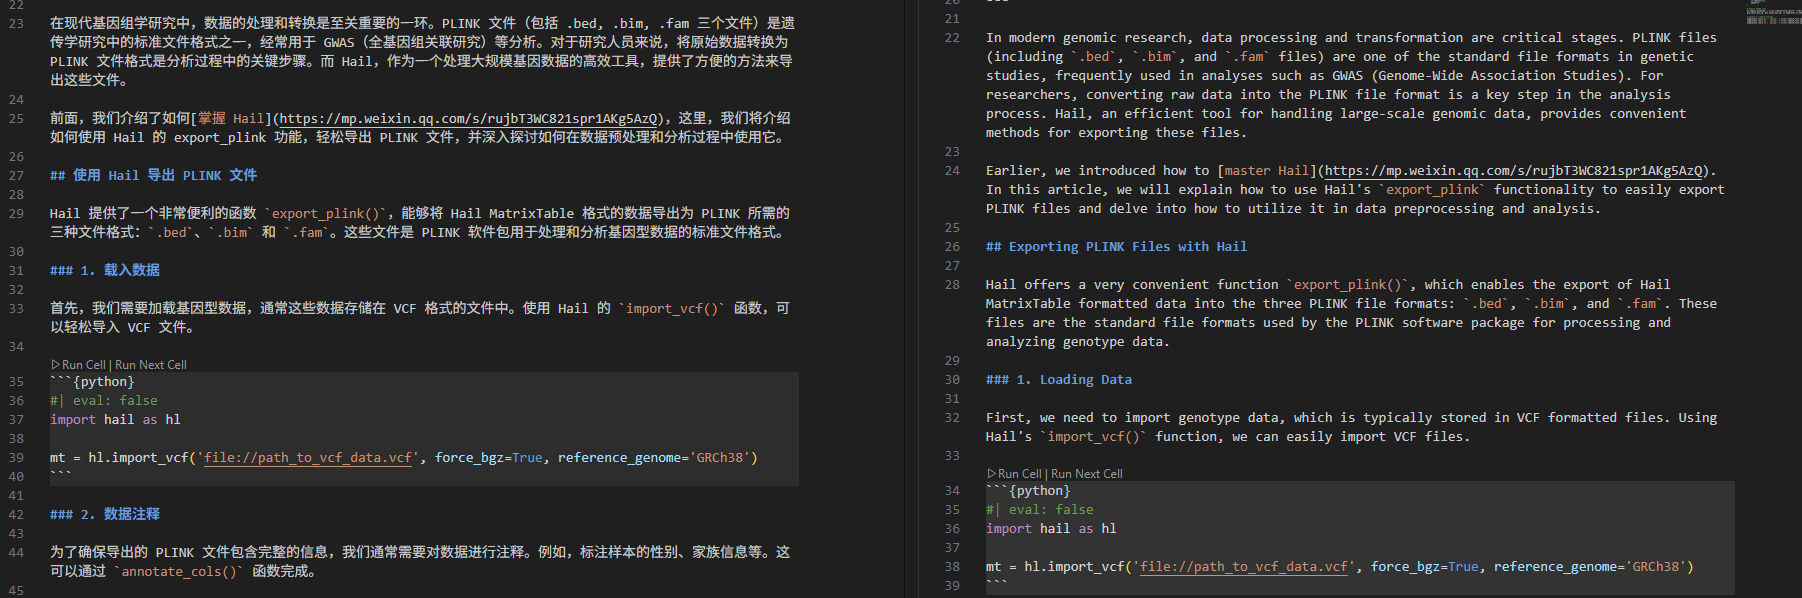 22
23 在现代基因组学研究中，数据的处理和转换是至关重要的一环。PLINK 文件（包括 .bed, .bim, .fam 三个文件）是遗
传学研究中的标准文件格式之一，经常用于 GWAS（全基因组关联研究）等分析。对于研究人员来说，将原始数据转换为
PLINK 文件格式是分析过程中的关键步骤。而 Hail，作为一个处理大规模基因数据的高效工具，提供了方便的方法来导
出这些文件。
24
25 前面，我们介绍了如何[掌握 Hail](https://mp.weixin.qq.com/s/rujbT3WC821spr1AKg5AzQ)，这里，我们将介绍
如何使用 Hail 的 export_plink 功能，轻松导出 PLINK 文件，并深入探讨如何在数据预处理和分析过程中使用它。
26
27 ## 使用 Hail 导出 PLINK 文件
28
29 Hail 提供了一个非常便利的函数 `export_plink()`，能够将 Hail MatrixTable 格式的数据导出为 PLINK 所需的
三种文件格式：`.bed`、`.bim` 和 `.fam`。这些文件是 PLINK 软件包用于处理和分析基因型数据的标准文件格式。
30
31 ### 1. 载入数据
32
33 首先，我们需要加载基因型数据，通常这些数据存储在 VCF 格式的文件中。使用 Hail 的 `import_vcf()` 函数，可
以轻松导入 VCF 文件。
34
Run Cell | Run Next Cell
35 ```{python}
36 #| eval: false
37 import hail as hl
38
39 mt = hl.import_vcf('file://path_to_vcf_data.vcf', force_bgz=True, reference_genome='GRCh38')
40 ```
41
42 ### 2. 数据注释
43
44 为了确保导出的 PLINK 文件包含完整的信息，我们通常需要对数据进行注释。例如，标注样本的性别、家族信息等。这
可以通过 `annotate_cols()` 函数完成。
45
20 ---
21
22 In modern genomic research, data processing and transformation are critical stages. PLINK files
(including `.bed`, `.bim`, and `.fam` files) are one of the standard file formats in genetic
studies, frequently used in analyses such as GWAS (Genome-Wide Association Studies). For
researchers, converting raw data into the PLINK file format is a key step in the analysis
process. Hail, an efficient tool for handling large-scale genomic data, provides convenient
methods for exporting these files.
23
24 Earlier, we introduced how to [master Hail](https://mp.weixin.qq.com/s/rujbT3WC821spr1AKg5AzQ).
In this article, we will explain how to use Hail's `export_plink` functionality to easily export
PLINK files and delve into how to utilize it in data preprocessing and analysis.
25
26 ## Exporting PLINK Files with Hail
27
28 Hail offers a very convenient function `export_plink()`, which enables the export of Hail
MatrixTable formatted data into the three PLINK file formats: `.bed`, `.bim`, and `.fam`. These
files are the standard file formats used by the PLINK software package for processing and
analyzing genotype data.
29
30 ### 1. Loading Data
31
32 First, we need to import genotype data, which is typically stored in VCF formatted files. Using
Hail's `import_vcf()` function, we can easily import VCF files.
33
Run Cell | Run Next Cell
34 ```{python}
35 #| eval: false
36 import hail as hl
37
38 mt = hl.import_vcf('file://path_to_vcf_data.vcf', force_bgz=True, reference_genome='GRCh38')
39 ```